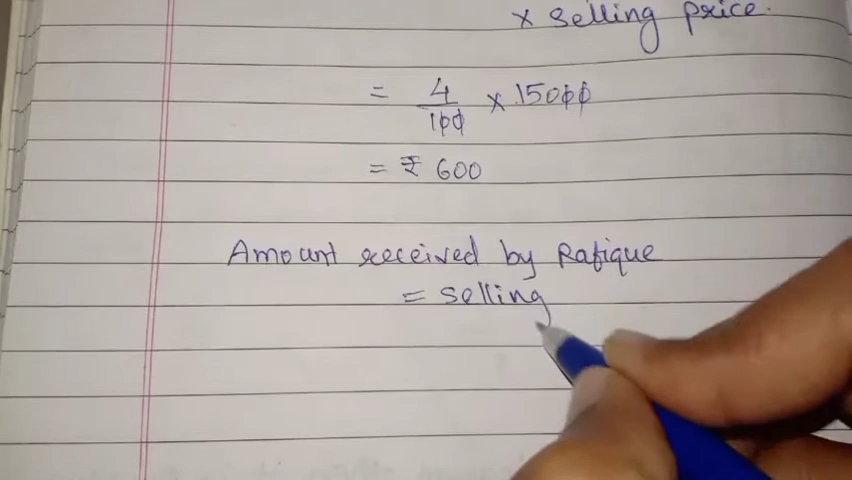 × selling price.
= 4/100 × 15000
= ₹ 600
Amount received by Rafique
= selling